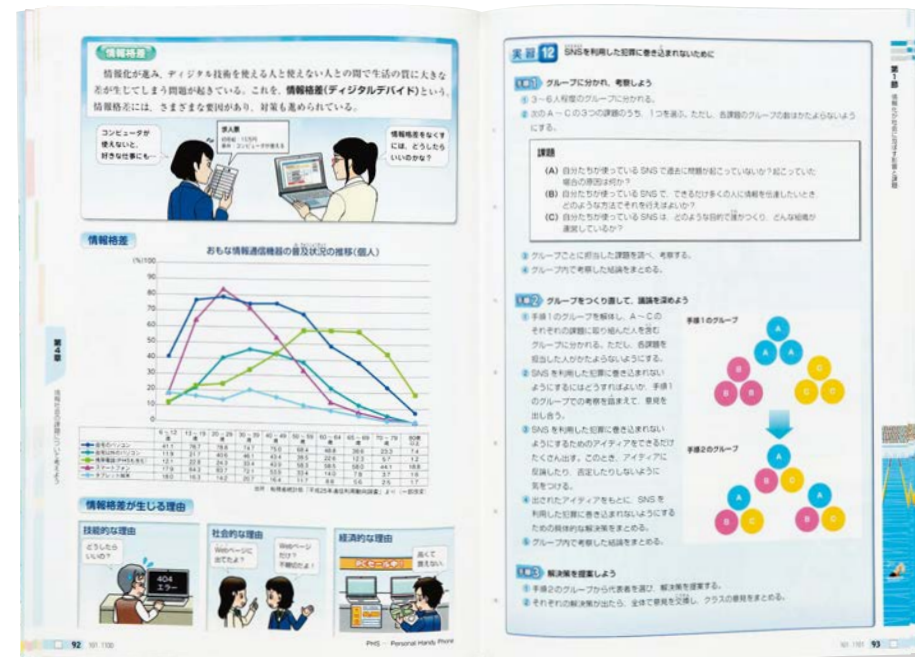 情報格差
情報化が進み、ディジタル技術を使える人と使えない人との間で生活の質に大きな
差が生じてしまう問題が起きている。これを、情報格差(ディジタルデバイド)という。
情報格差には、さまざまな要因があり、対策も進められている。
コンピュータが
使えないと、
好きな仕事にも…
求人票
情報格差をなくす
には、どうしたら
いいのかな?
情報格差
おもな情報通信機器の普及状況の推移(個人)
(%)100
90
80
70
60
50
40
30
20
10
0
自宅のパソコン
スマートフォン
情報格差が生じる理由
技能的な理由
どうしたら
いいの?
404
エラー
社会的な理由
Webページに
出てたよ?
Webページ
だけ?
不親切だよ!
経済的な理由
PCセール中!
高くて
買えない
PHS … Personal Handy Phone
92
第4章
情報社会の課題について考えよう
実習 12 SNSを利用した犯罪に巻き込まれないために
手順1 グループに分かれ、考察しよう
① 3~6人程度のグループに分かれる。
② 次のA~Cの3つの課題のうち、1つを選ぶ。ただし、各課題のグループの数はかたよらないよう
にする。
課題
(A) 自分たちが使っているSNSで過去に問題が起こっていないか?起こっていた
場合の原因は何か?
(B) 自分たちが使っているSNSで、できるだけ多くの人に情報を伝達したいとき、
どのような方法でそれを行えばよいか?
(C) 自分たちが使っているSNSは、どのような目的で誰がつくり、どんな組織が
運営しているか?
③ グループごとに担当した課題を調べ、考察する。
④ グループ内で考察した結論をまとめる。
手順2 グループをつくり直して、議論を深めよう
① 手順1のグループを解体し、A~Cの
それぞれの課題に取り組んだ人を含む
グループに分かれる。ただし、各課題を
担当した人がかたよらないようにする。
② SNSを利用した犯罪に巻き込まれない
ようにするにはどうすればよいか、手順1
のグループでの考察を踏まえて、意見を
出し合う。
③ SNSを利用した犯罪に巻き込まれない
ようにするためのアイディアをできるだけ
たくさん出す。このとき、アイディアに
反論したり、否定したりしないように
気をつける。
④ 出されたアイディアをもとに、SNSを
利用した犯罪に巻き込まれないようにする
ための具体的な解決策をまとめる。
⑤ グループ内で考察した結論をまとめる。
手順1のグループ
A
A A
B C C
B B C
手順2のグループ
A
B C
A A
B C B C
手順3 解決策を提案しよう
① 手順2のグループから代表者を選び、解決策を提案する。
② それぞれの解決策が出たら、全体で意見を交換し、クラスの意見をまとめる。
第1部
情報化が社会に及ぼす影響と課題
93